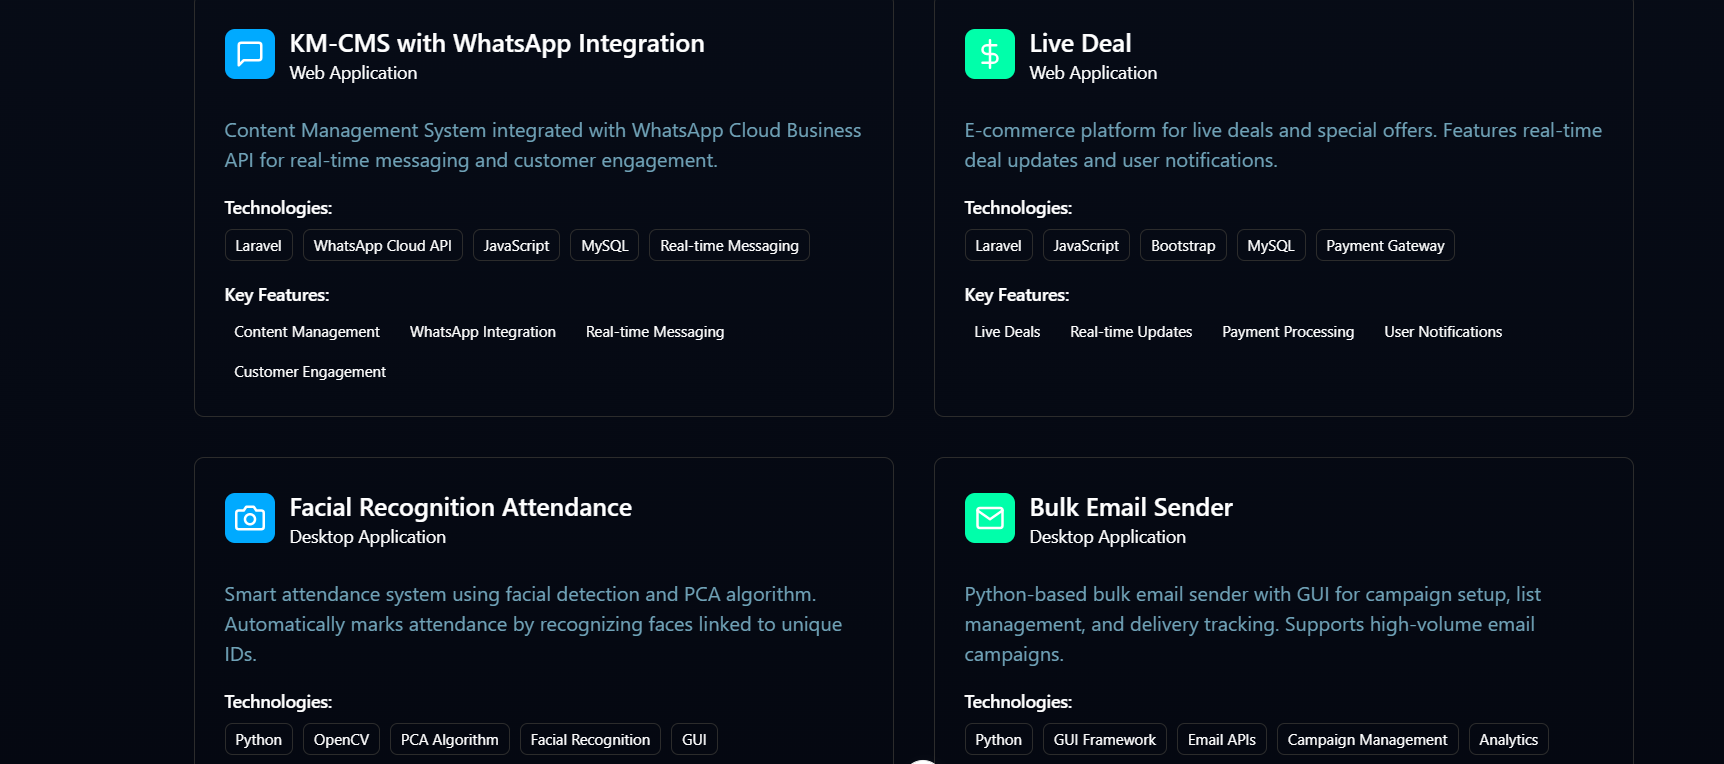 KM-CMS with WhatsApp Integration
Web Application
Content Management System integrated with WhatsApp Cloud Business
API for real-time messaging and customer engagement.
Technologies:
Laravel
WhatsApp Cloud API
JavaScript
MySQL
Real-time Messaging
Key Features:
Content Management
WhatsApp Integration
Real-time Messaging
Customer Engagement
Live Deal
Web Application
E-commerce platform for live deals and special offers. Features real-time
deal updates and user notifications.
Technologies:
Laravel
JavaScript
Bootstrap
MySQL
Payment Gateway
Key Features:
Live Deals
Real-time Updates
Payment Processing
User Notifications
Facial Recognition Attendance
Desktop Application
Smart attendance system using facial detection and PCA algorithm.
Automatically marks attendance by recognizing faces linked to unique
IDs.
Technologies:
Python
OpenCV
PCA Algorithm
Facial Recognition
GUI
Bulk Email Sender
Desktop Application
Python-based bulk email sender with GUI for campaign setup, list
management, and delivery tracking. Supports high-volume email
campaigns.
Technologies:
Python
GUI Framework
Email APIs
Campaign Management
Analytics